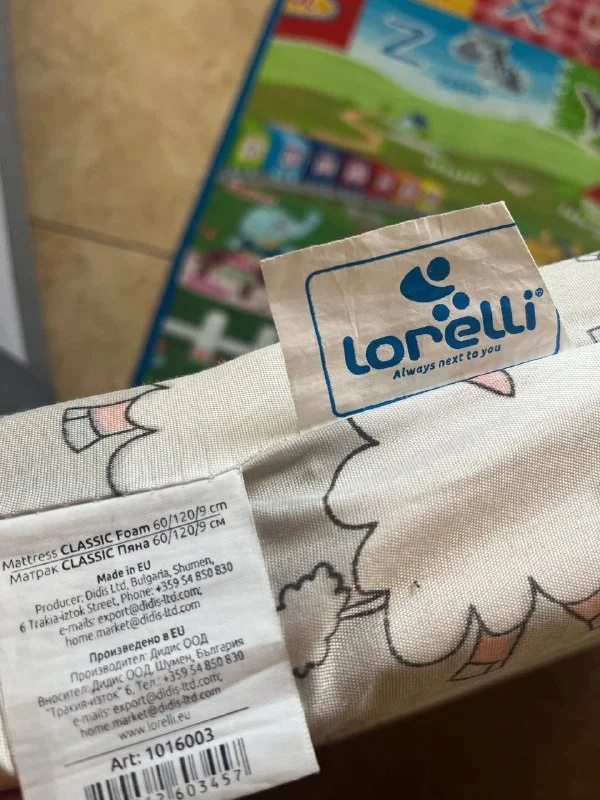 Z
X
lorelli®
Always next to you
Mattress CLASSIC Foam 60/120/9 cm
Матрак CLASSIC Пяна 60/120/9 см
Made in EU
Producer: Didis Ltd, Bulgaria, Shumen,
6 Trakia-iztok Street, Phone: +359 54 850 830
e-mails: export@didis-ltd.com;
home.market@didis-ltd.com
Произведено в EU
Производител: Дидис ООД
Вносител: Дидис ООД, Шумен, България
"Тракия-изток" 6, Тел.: +359 54 850 830
e-mails: export@didis-ltd.com;
home.market@didis-ltd.com
www.lorelli.eu
Art: 1016003
603457